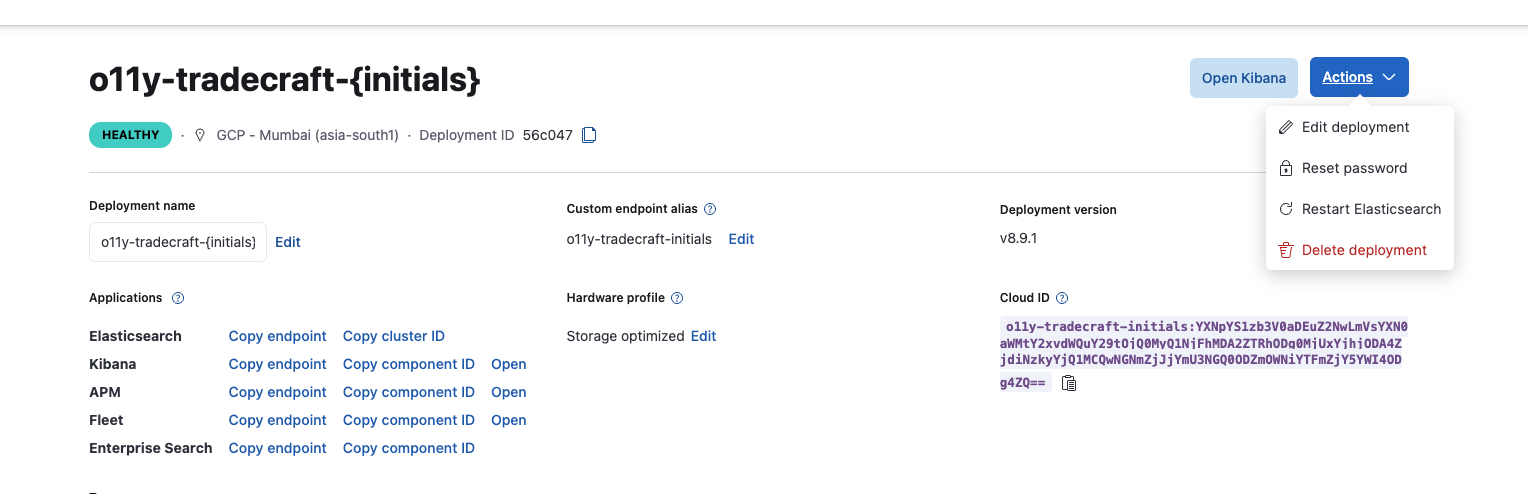 o11y-tradecraft-{initials}
Open Kibana
Actions
HEALTHY · GCP - Mumbai (asia-south1) · Deployment ID 56c047
Edit deployment
Reset password
Restart Elasticsearch
Delete deployment
Deployment name
o11y-tradecraft-{initials}
Edit
Custom endpoint alias
o11y-tradecraft-initials Edit
Deployment version
v8.9.1
Applications
Elasticsearch Copy endpoint Copy cluster ID
Kibana Copy endpoint Copy component ID Open
APM Copy endpoint Copy component ID Open
Fleet Copy endpoint Copy component ID Open
Enterprise Search Copy endpoint Copy component ID
Hardware profile
Storage optimized Edit
Cloud ID
o11y-tradecraft-initials:YXNpYS1zb3V0aDEuZ2NwLmVsYXN0
aWMtY2xvdWQuY29tOjQ0MyQ1NjFhMDA2ZTRhODg0MjUxYjhjODA4Z
jdiNzkyYjQ1MCQwNGNmZjJjYmU3NGQ0ODZmOWNiYTFmZjY5YWI4OD
g4ZQ==